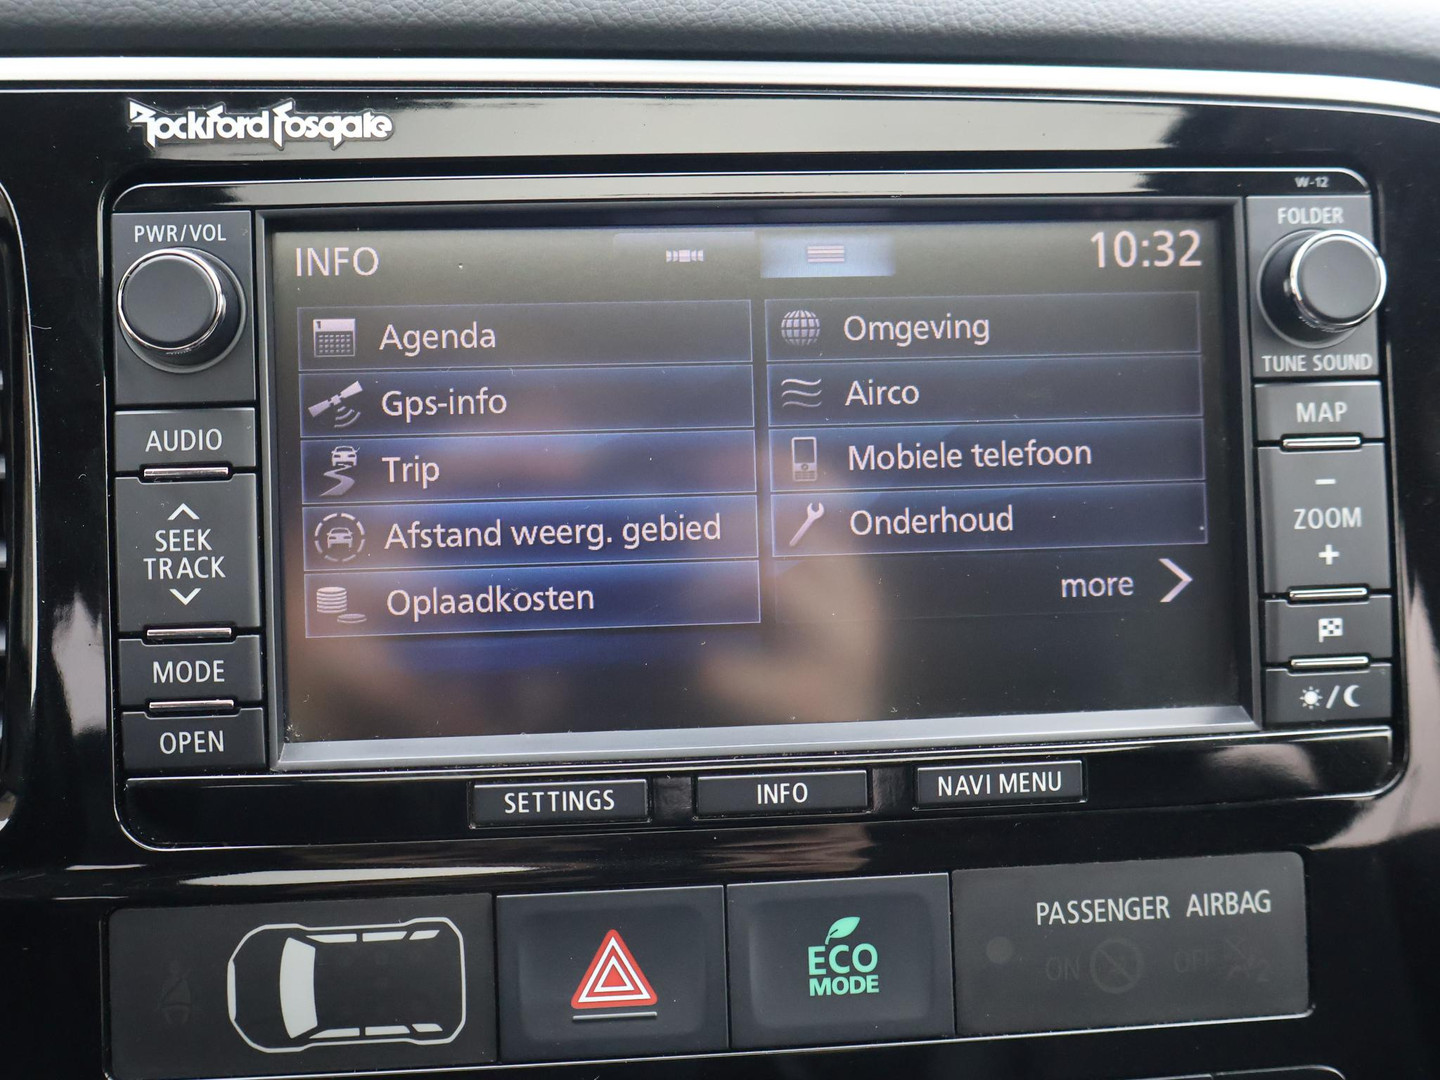 Rockford Fosgate
W-12
PWR/VOL
FOLDER
INFO
10:32
Agenda
Omgeving
Gps-info
Airco
Trip
Mobiele telefoon
Afstand weerg. gebied
Onderhoud
Oplaadkosten
more
AUDIO
SEEK
TRACK
MODE
OPEN
TUNE SOUND
MAP
−
ZOOM
+
SETTINGS
INFO
NAVI MENU
ECO
MODE
PASSENGER AIRBAG
ON
OFF